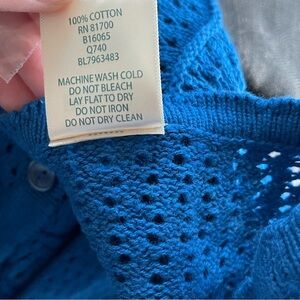 100% COTTON
RN 81700
B16065
Q740
BL7963483
MACHINE WASH COLD
DO NOT BLEACH
LAY FLAT TO DRY
DO NOT IRON
DO NOT DRY CLEAN